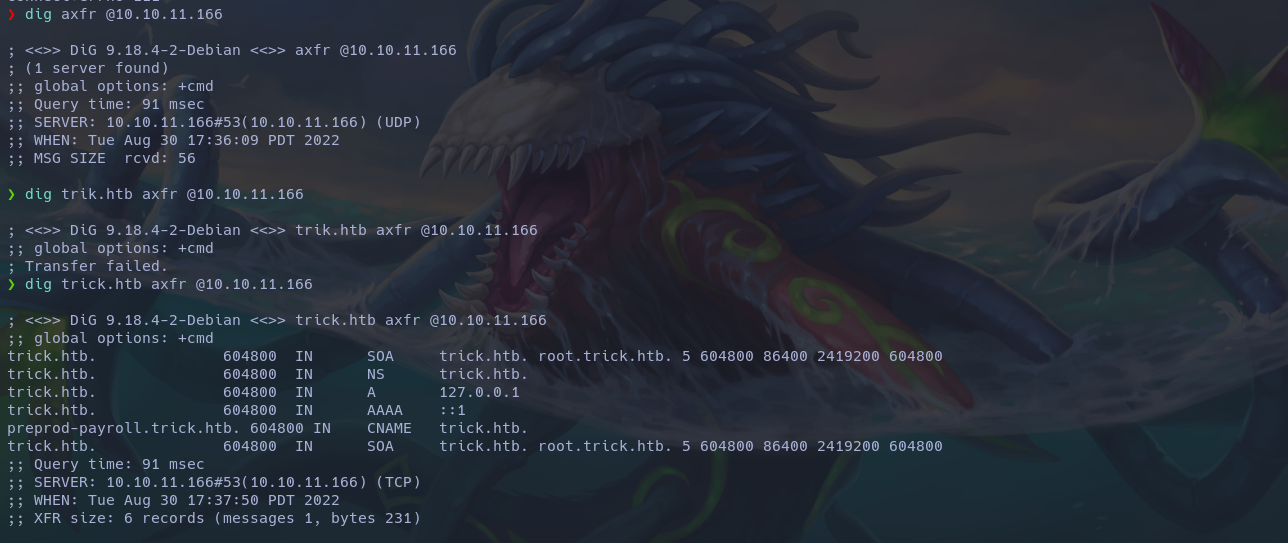 ❯ dig axfr @10.10.11.166
; <<>> DiG 9.18.4-2-Debian <<>> axfr @10.10.11.166
; (1 server found)
;; global options: +cmd
;; Query time: 91 msec
;; SERVER: 10.10.11.166#53(10.10.11.166) (UDP)
;; WHEN: Tue Aug 30 17:36:09 PDT 2022
;; MSG SIZE  rcvd: 56
❯ dig trik.htb axfr @10.10.11.166
; <<>> DiG 9.18.4-2-Debian <<>> trik.htb axfr @10.10.11.166
;; global options: +cmd
; Transfer failed.
❯ dig trick.htb axfr @10.10.11.166
; <<>> DiG 9.18.4-2-Debian <<>> trick.htb axfr @10.10.11.166
;; global options: +cmd
trick.htb.              604800  IN      SOA     trick.htb. root.trick.htb. 5 604800 86400 2419200 604800
trick.htb.              604800  IN      NS      trick.htb.
trick.htb.              604800  IN      A       127.0.0.1
trick.htb.              604800  IN      AAAA    ::1
preprod-payroll.trick.htb. 604800 IN    CNAME   trick.htb.
trick.htb.              604800  IN      SOA     trick.htb. root.trick.htb. 5 604800 86400 2419200 604800
;; Query time: 91 msec
;; SERVER: 10.10.11.166#53(10.10.11.166) (TCP)
;; WHEN: Tue Aug 30 17:37:50 PDT 2022
;; XFR size: 6 records (messages 1, bytes 231)